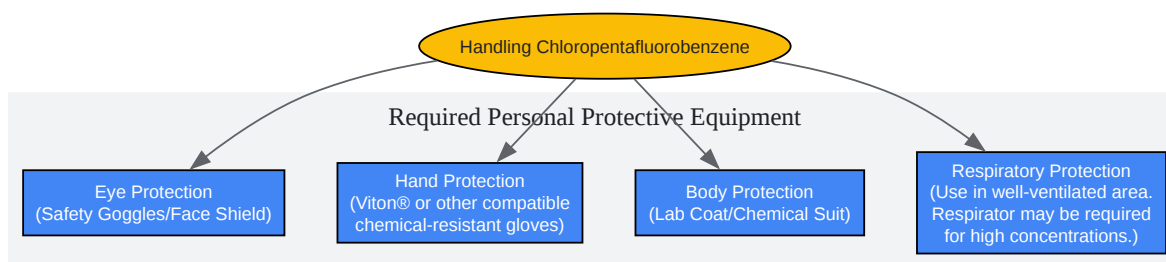 Handling Chloropentafluorobenzene
Required Personal Protective Equipment
Eye Protection
(Safety Goggles/Face Shield)
Hand Protection
(Viton® or other compatible
chemical-resistant gloves)
Body Protection
(Lab Coat/Chemical Suit)
Respiratory Protection
(Use in well-ventilated area.
Respirator may be required
for high concentrations.)